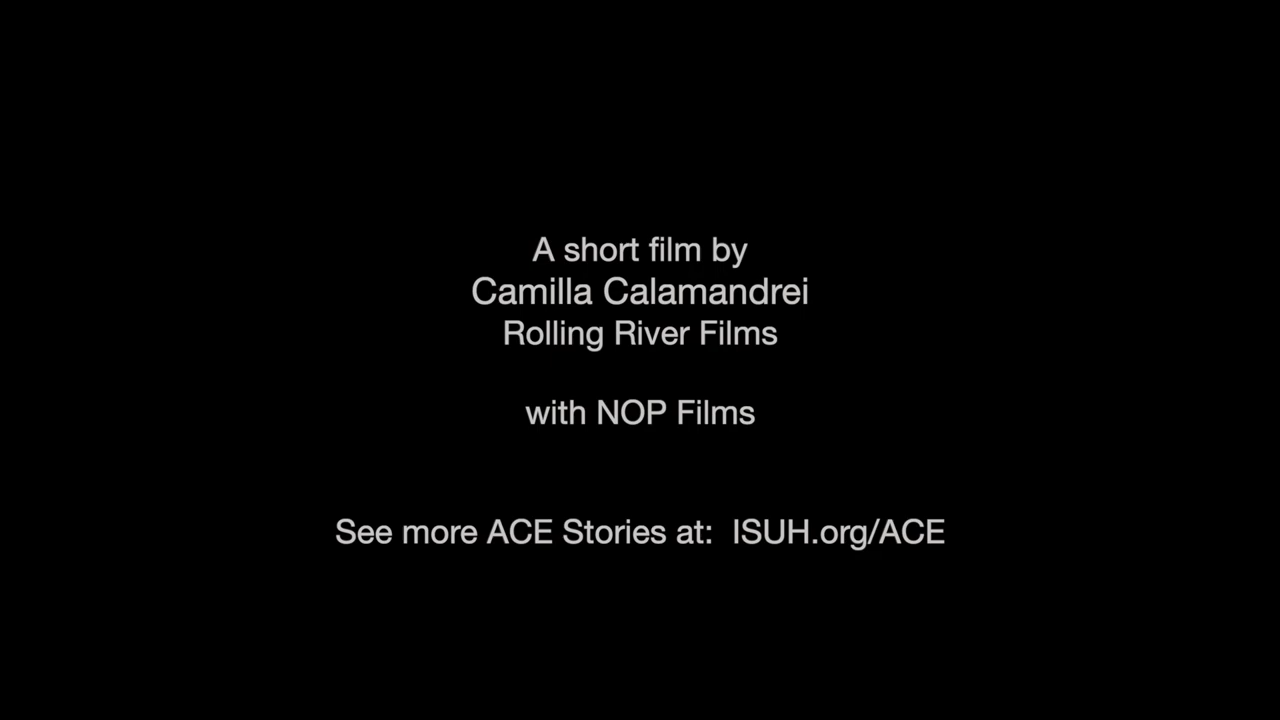 A short film by
Camilla Calamandrei
Rolling River Films
with NOP Films
See more ACE Stories at:  ISUH.org/ACE